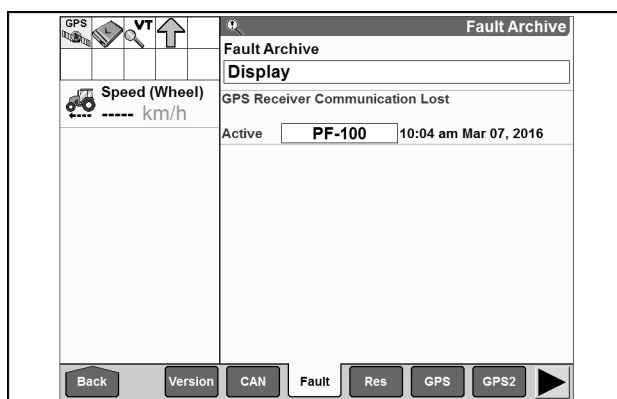 GPS
VT
Fault Archive
Fault Archive
Display
Speed (Wheel)
----- km/h
GPS Receiver Communication Lost
Active PF-100 10:04 am Mar 07, 2016
Back Version CAN Fault Res GPS GPS2